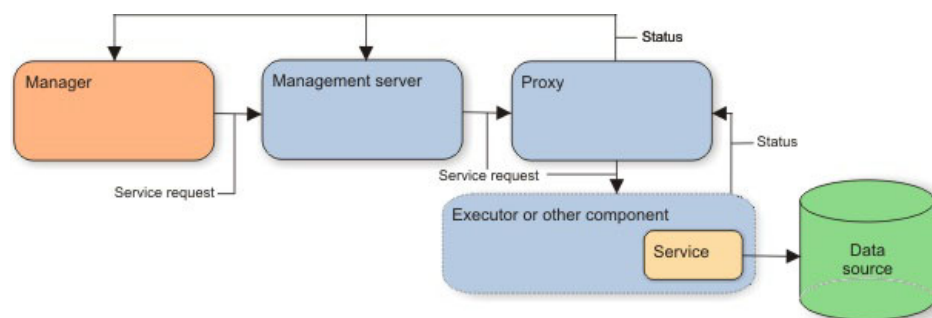 Status
Manager
Management server
Proxy
Status
Service request
Service request
Executor or other component
Service
Data
source